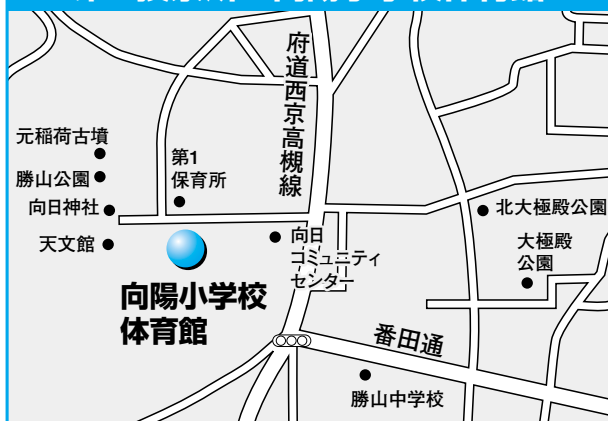 府道西京高槻線
元稲荷古墳
勝山公園
向日神社
天文館
第1
保育所
向日
コミュニティ
センター
北大極殿公園
大極殿
公園
向陽小学校
体育館
番田通
勝山中学校